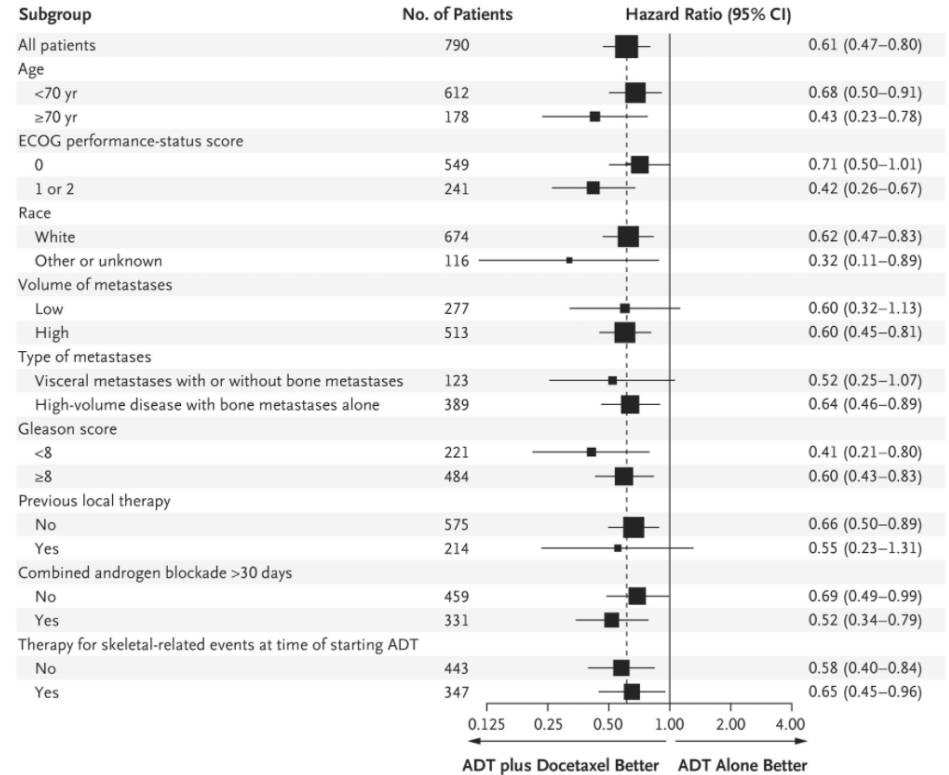 Subgroup No. of Patients Hazard Ratio (95% CI)
All patients 790 0.61 (0.47–0.80)
Age
<70 yr 612 0.68 (0.50–0.91)
≥70 yr 178 0.43 (0.23–0.78)
ECOG performance-status score
0 549 0.71 (0.50–1.01)
1 or 2 241 0.42 (0.26–0.67)
Race
White 674 0.62 (0.47–0.83)
Other or unknown 116 0.32 (0.11–0.89)
Volume of metastases
Low 277 0.60 (0.32–1.13)
High 513 0.60 (0.45–0.81)
Type of metastases
Visceral metastases with or without bone metastases 123 0.52 (0.25–1.07)
High-volume disease with bone metastases alone 389 0.64 (0.46–0.89)
Gleason score
<8 221 0.41 (0.21–0.80)
≥8 484 0.60 (0.43–0.83)
Previous local therapy
No 575 0.66 (0.50–0.89)
Yes 214 0.55 (0.23–1.31)
Combined androgen blockade >30 days
No 459 0.69 (0.49–0.99)
Yes 331 0.52 (0.34–0.79)
Therapy for skeletal-related events at time of starting ADT
No 443 0.58 (0.40–0.84)
Yes 347 0.65 (0.45–0.96)
0.125 0.25 0.50 1.00 2.00 4.00
ADT plus Docetaxel Better ADT Alone Better